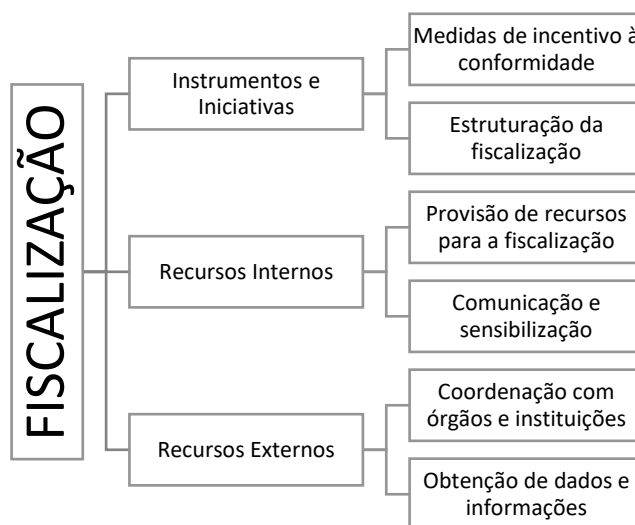 FISCALIZAÇÃO
Instrumentos e
Iniciativas
Medidas de incentivo à
conformidade
Estruturação da
fiscalização
Recursos Internos
Provisão de recursos
para a fiscalização
Comunicação e
sensibilização
Recursos Externos
Coordenação com
órgãos e instituições
Obtenção de dados e
informações